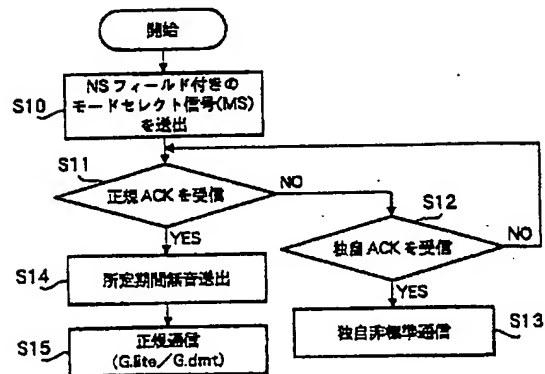 開始
NSフィールド付きの
モードセレクト信号(MS)
を送出
S10
S11
正規ACKを受信
NO
S12
YES
独自ACKを受信
NO
S14
所定期間無音送出
YES
独自非標準通信
S13
S15
正規通信
(G.lite/G.dmt)